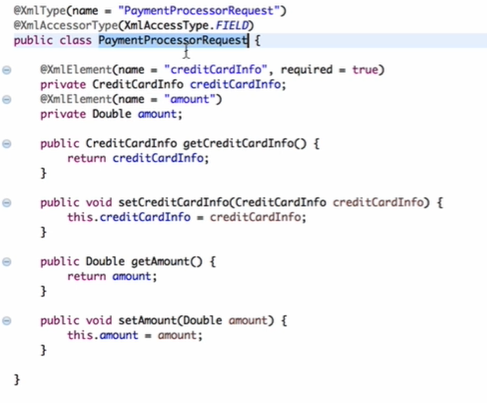 @XmlType(name = "PaymentProcessorRequest")
@XmlAccessorType(XmlAccessType.FIELD)
public class PaymentProcessorRequest {
@XmlElement(name = "creditCardInfo", required = true)
private CreditCardInfo creditCardInfo;
@XmlElement(name = "amount")
private Double amount;
public CreditCardInfo getCreditCardInfo() {
return creditCardInfo;
}
public void setCreditCardInfo(CreditCardInfo creditCardInfo) {
this.creditCardInfo = creditCardInfo;
}
public Double getAmount() {
return amount;
}
public void setAmount(Double amount) {
this.amount = amount;
}
}